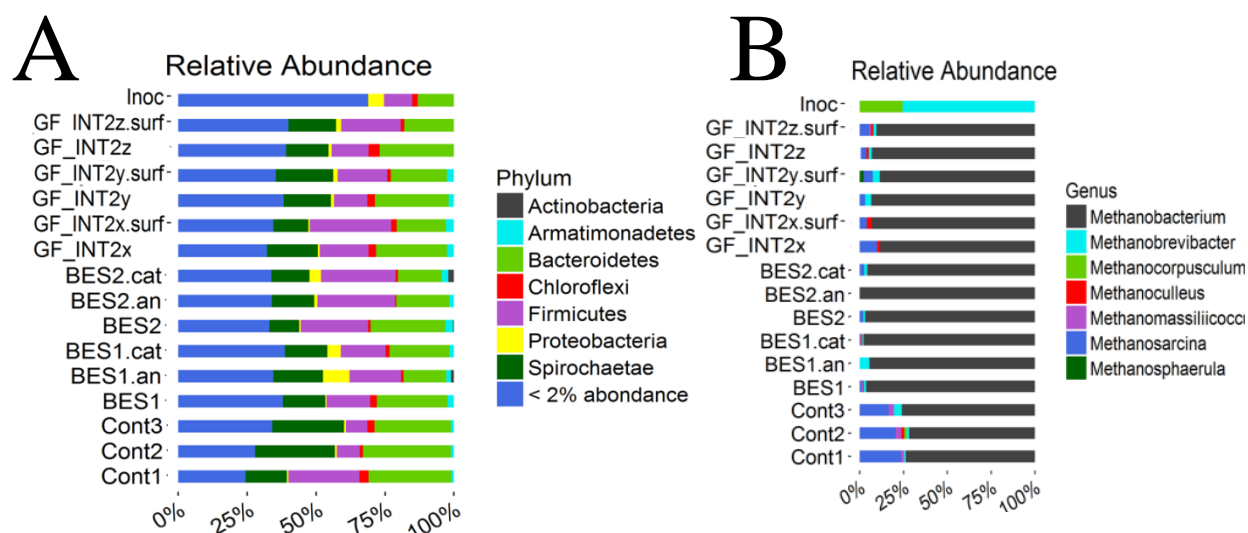 A
Relative Abundance
Inoc
GF_INT2z.surf
GF_INT2z
GF_INT2y.surf
GF_INT2y
GF_INT2x.surf
GF_INT2x
BES2.cat
BES2.an
BES2
BES1.cat
BES1.an
BES1
Cont3
Cont2
Cont1
0% 25% 50% 75% 100%
Phylum
Actinobacteria
Armatimonadetes
Bacteroidetes
Chloroflexi
Firmicutes
Proteobacteria
Spirochaetae
< 2% abundance
B
Relative Abundance
Inoc
GF_INT2z.surf
GF_INT2z
GF_INT2y.surf
GF_INT2y
GF_INT2x.surf
GF_INT2x
BES2.cat
BES2.an
BES2
BES1.cat
BES1.an
BES1
Cont3
Cont2
Cont1
0% 25% 50% 75% 100%
Genus
Methanobacterium
Methanobrevibacter
Methanocorpusculum
Methanoculleus
Methanomassiliicoccu
Methanosarcina
Methanosphaerula